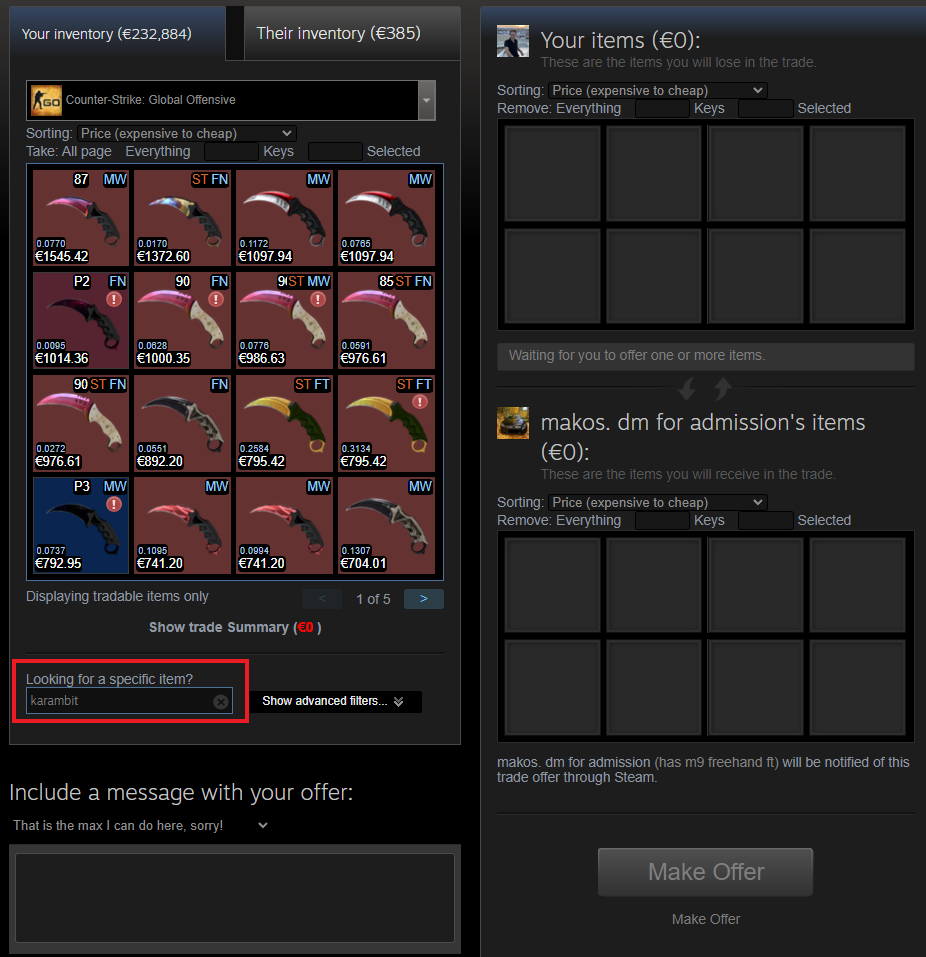 Your inventory (€232,884)
Their inventory (€385)
Counter-Strike: Global Offensive
Sorting: Price (expensive to cheap)
Take: All page Everything Keys Selected
87 MW
0.0770
€1545.42
ST FN
0.0170
€1372.60
MW
0.1172
€1097.94
MW
0.0765
€1097.94
P2 FN
0.0095
€1014.36
90 FN
0.0628
€1000.35
ST MW
0.0776
€986.63
85 ST FN
0.0591
€976.61
90 ST FN
0.0272
€976.61
FN
0.0551
€892.20
ST FT
0.2584
€795.42
ST FT
0.3134
€795.42
P3 MW
0.0737
€792.95
MW
0.1095
€741.20
MW
0.0994
€741.20
MW
0.1307
€704.01
Displaying tradable items only
< 1 of 5 >
Show trade Summary (€0 )
Looking for a specific item?
karambit
Show advanced filters...
Include a message with your offer:
That is the max I can do here, sorry!
Your items (€0):
These are the items you will lose in the trade.
Sorting: Price (expensive to cheap)
Remove: Everything Keys Selected
Waiting for you to offer one or more items.
makos. dm for admission's items
(€0):
These are the items you will receive in the trade.
Sorting: Price (expensive to cheap)
Remove: Everything Keys Selected
makos. dm for admission (has m9 freehand ft) will be notified of this
trade offer through Steam.
Make Offer
Make Offer